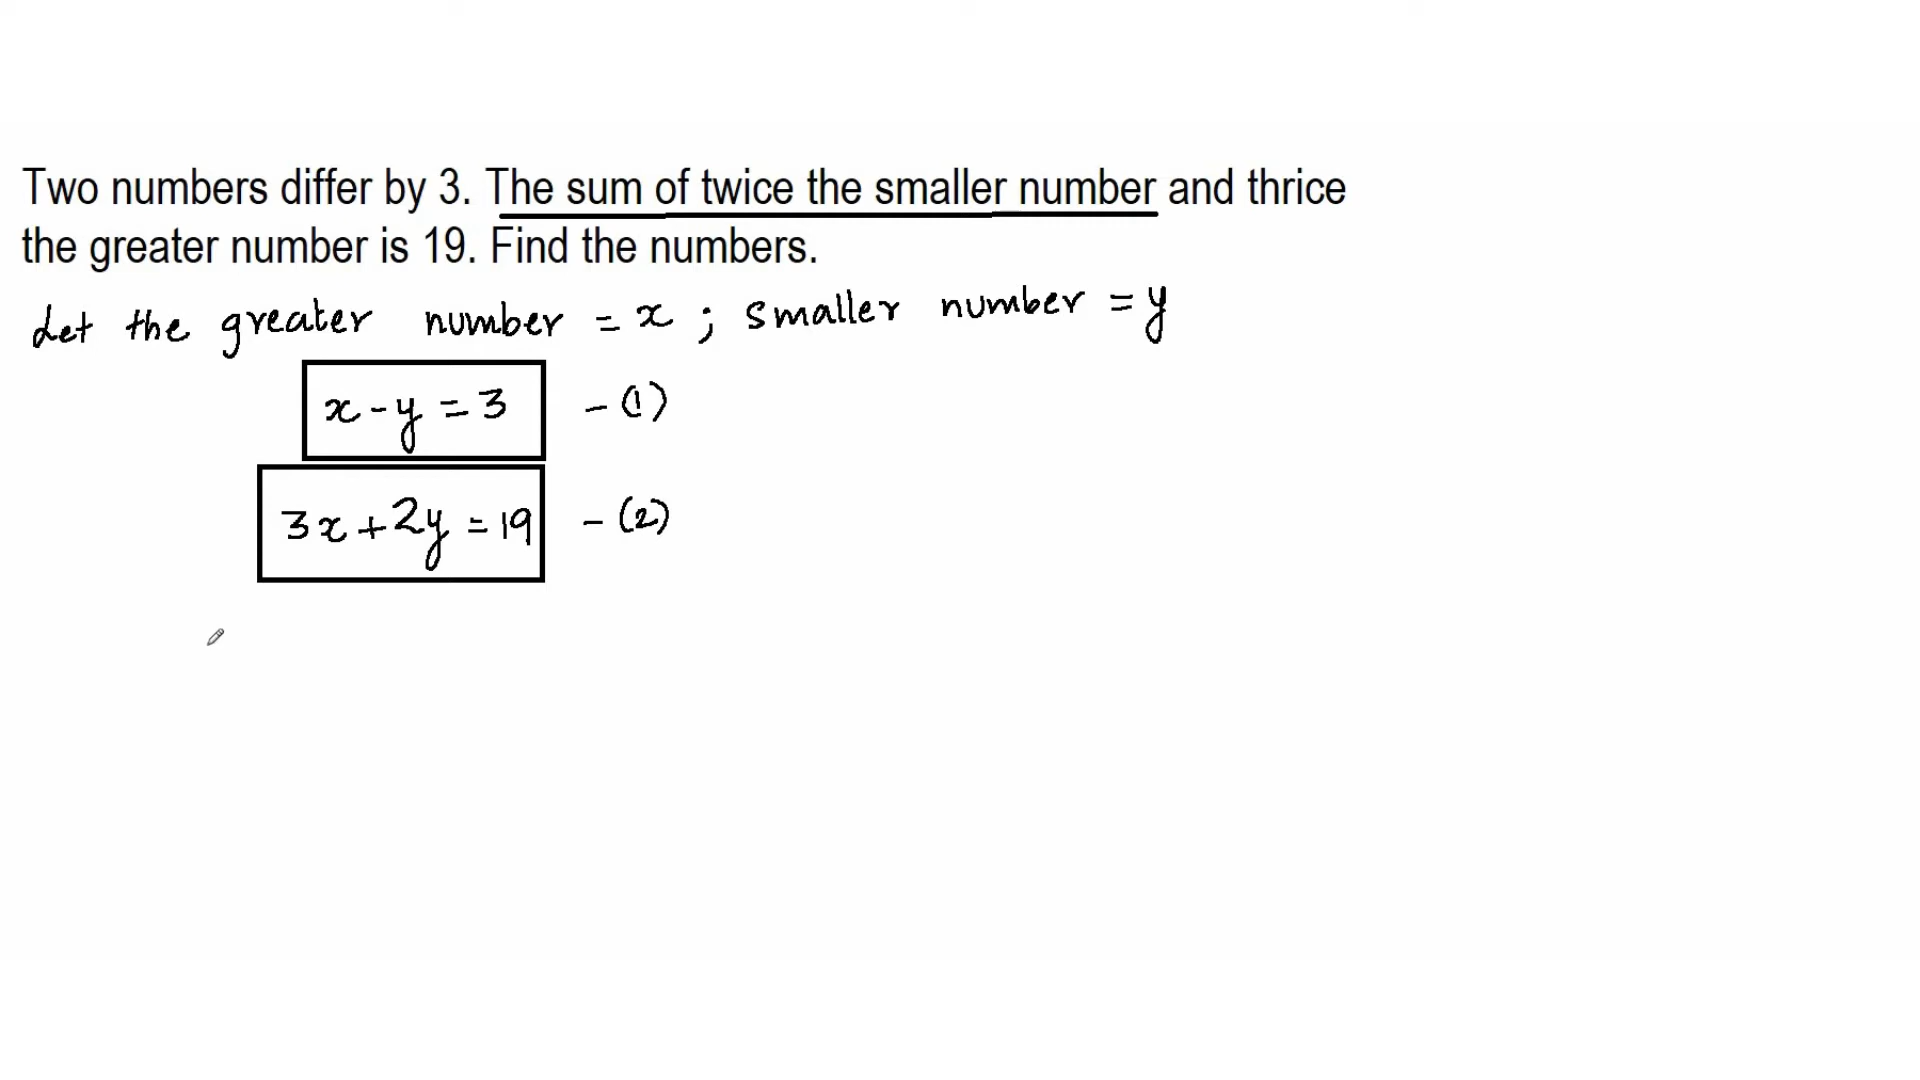 Two numbers differ by 3. The sum of twice the smaller number and thrice
the greater number is 19. Find the numbers.
Let the greater number = x ; smaller number = y
x - y = 3 - (1)
3x + 2y = 19 - (2)